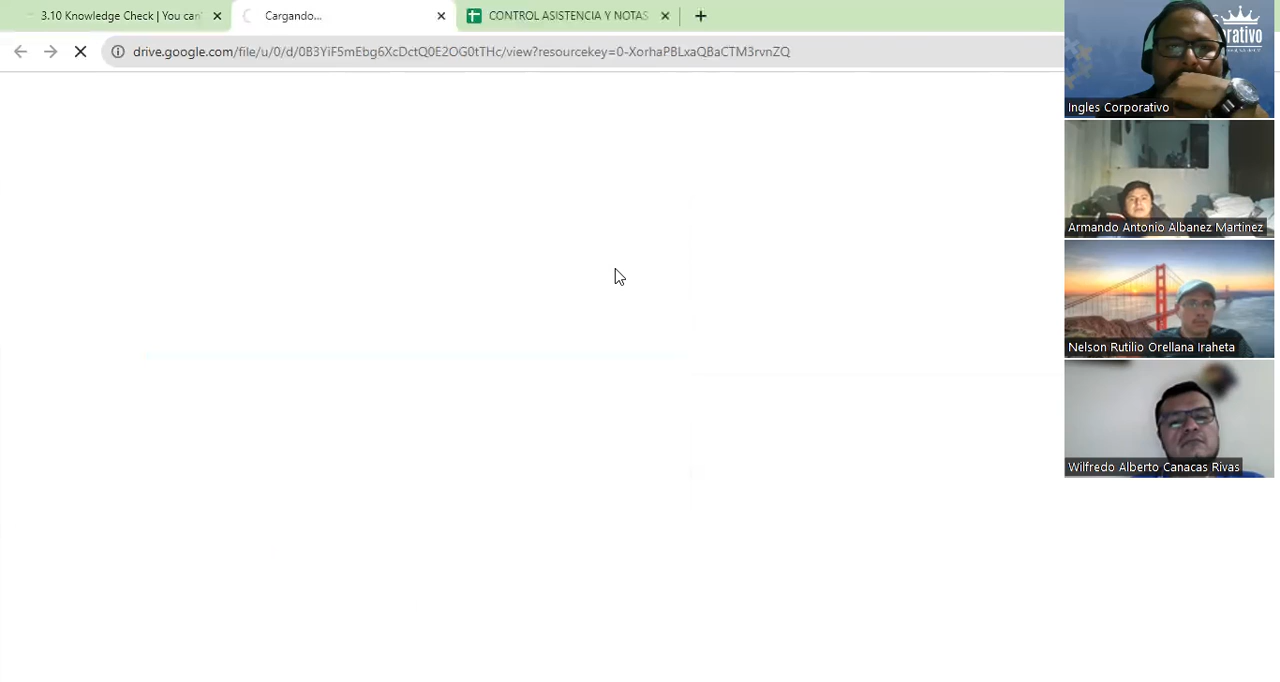 3.10 Knowledge Check | You can'
Cargando...
CONTROL ASISTENCIA Y NOTAS
drive.google.com/file/u/0/d/0B3YiF5mEbg6XcDctQ0E2OG0tTHc/view?resourcekey=0-XorhaPBLxaQBaCTM3rvnZQ
Ingles Corporativo
Armando Antonio Albanez Martinez
Nelson Rutilio Orellana Iraheta
Wilfredo Alberto Canacas Rivas